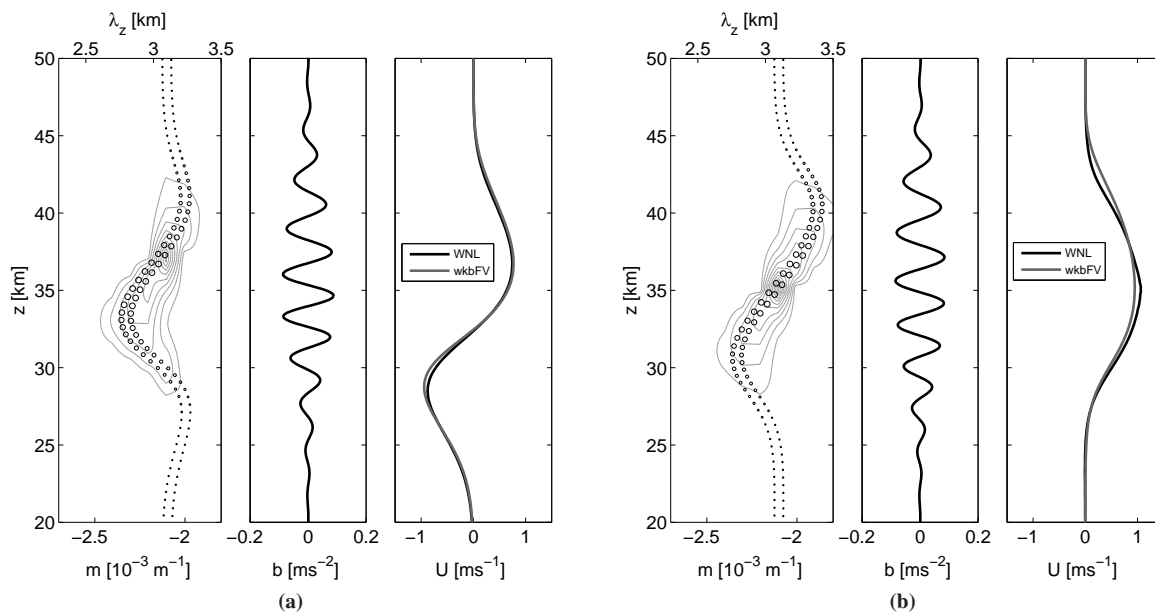 λz [km]
2.5 3 3.5
50
45
40
35
30
25
20
z [km]
−2.5 −2
m [10−3 m−1]
−0.2 0 0.2
b [ms−2]
WNL
wkbFV
−1 0 1
U [ms−1]
(a)
λz [km]
2.5 3 3.5
50
45
40
35
30
25
20
z [km]
−2.5 −2
m [10−3 m−1]
−0.2 0 0.2
b [ms−2]
WNL
wkbFV
−1 0 1
U [ms−1]
(b)